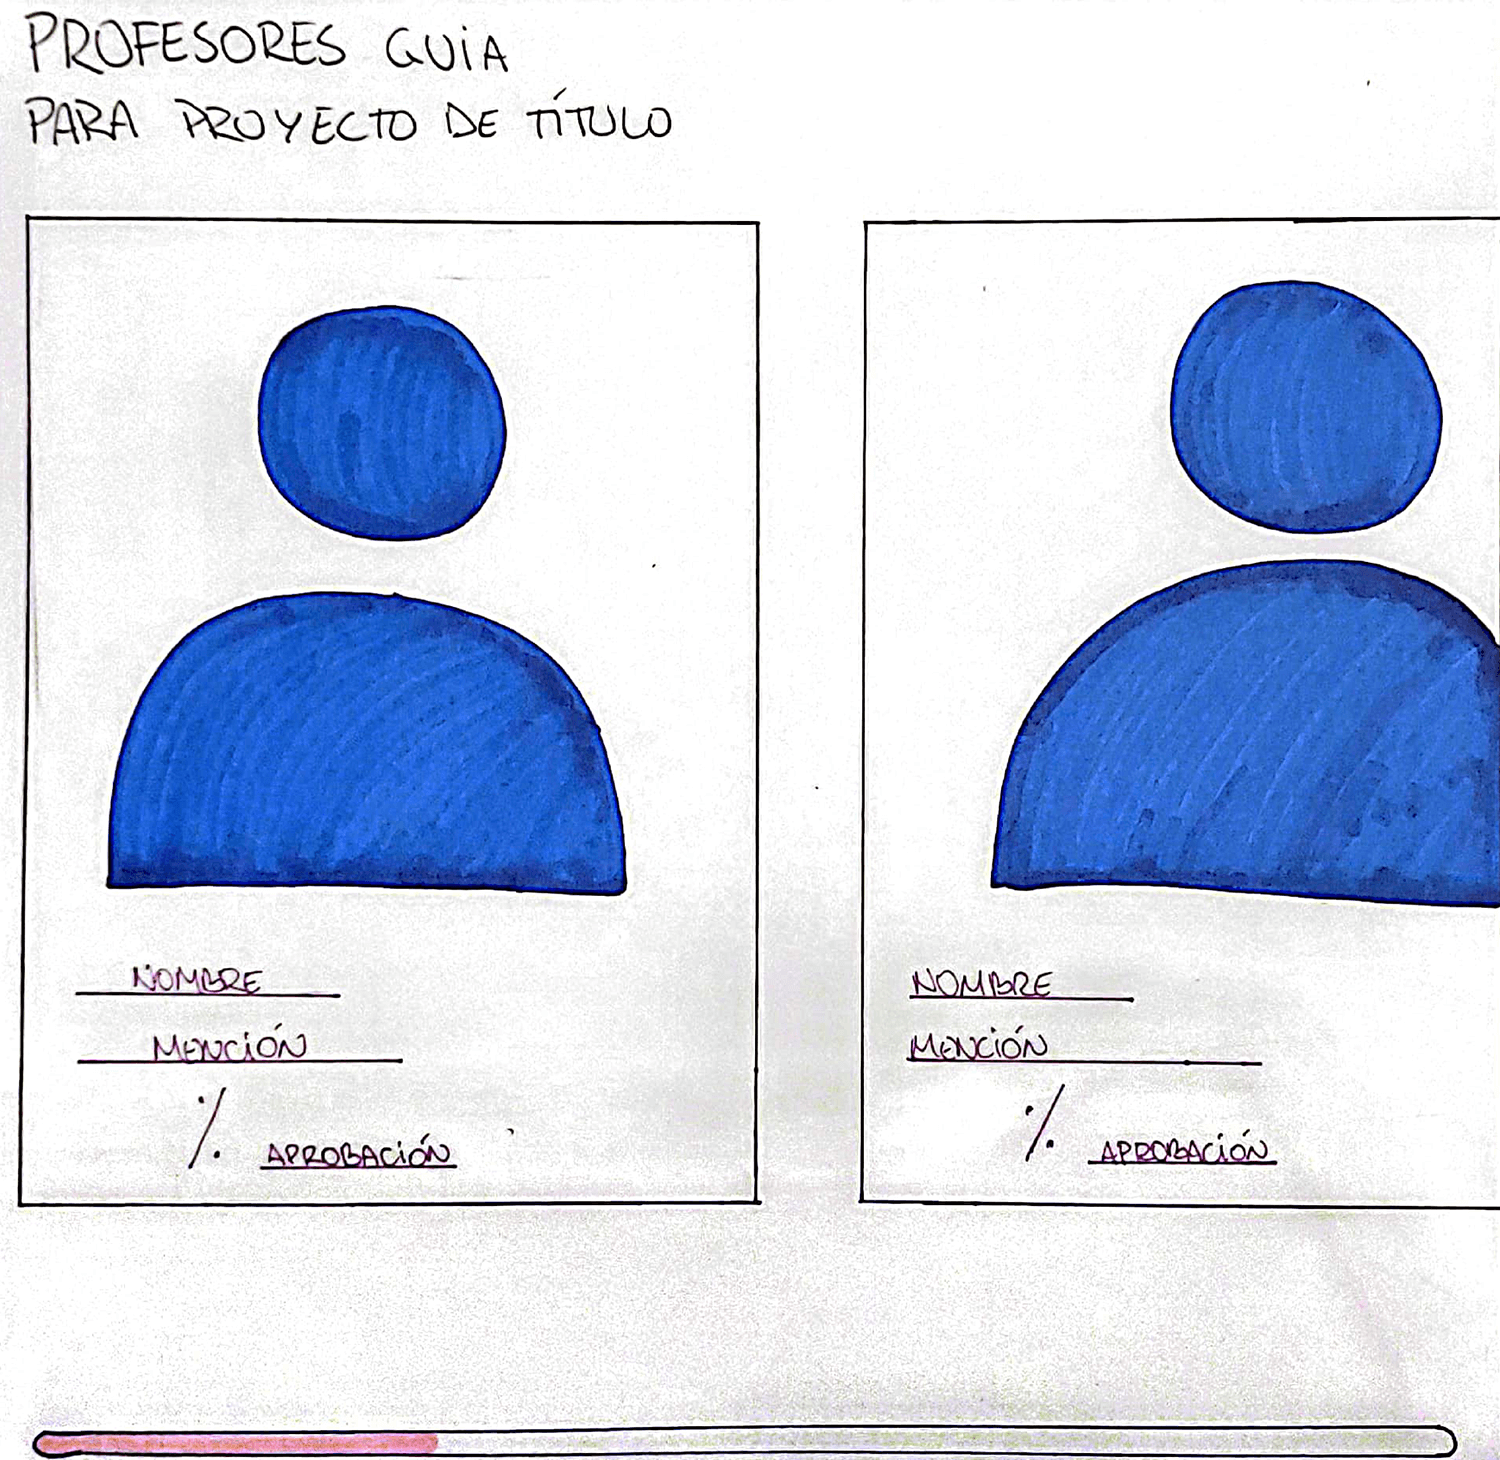 PROFESORES GUIA
PARA PROYECTO DE TÍTULO
NOMBRE
MENCIÓN
% APROBACIÓN
NOMBRE
MENCIÓN
% APROBACIÓN